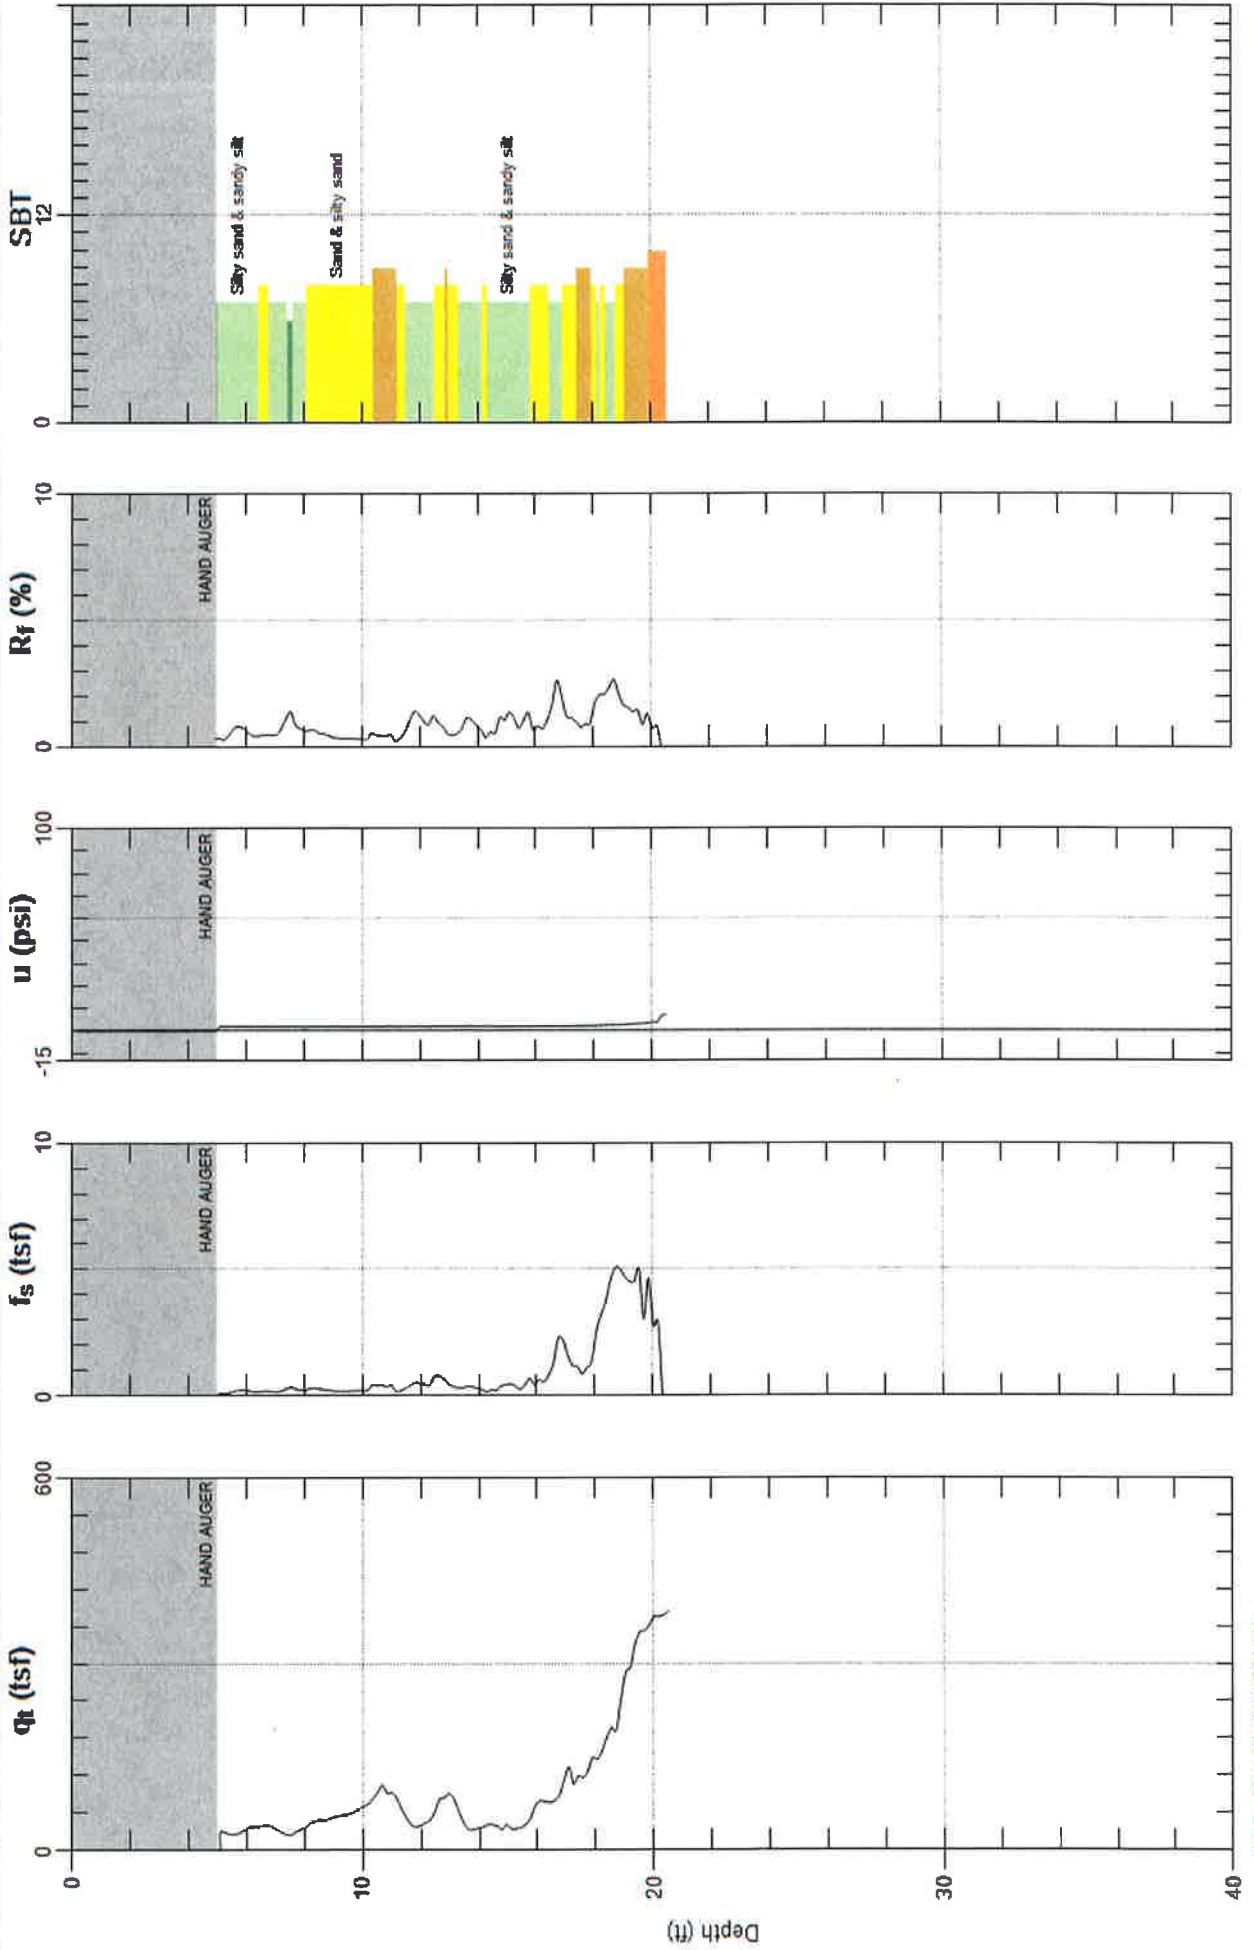 qt (tsf)
0
600
HAND AUGER
fs (tsf)
0
10
HAND AUGER
u (psi)
-15
100
HAND AUGER
Rf (%)
0
10
HAND AUGER
SBT
0
12
Silty sand & sandy silt
Sand & silty sand
Silty sand & sandy silt
Depth (ft)
0
10
20
30
40